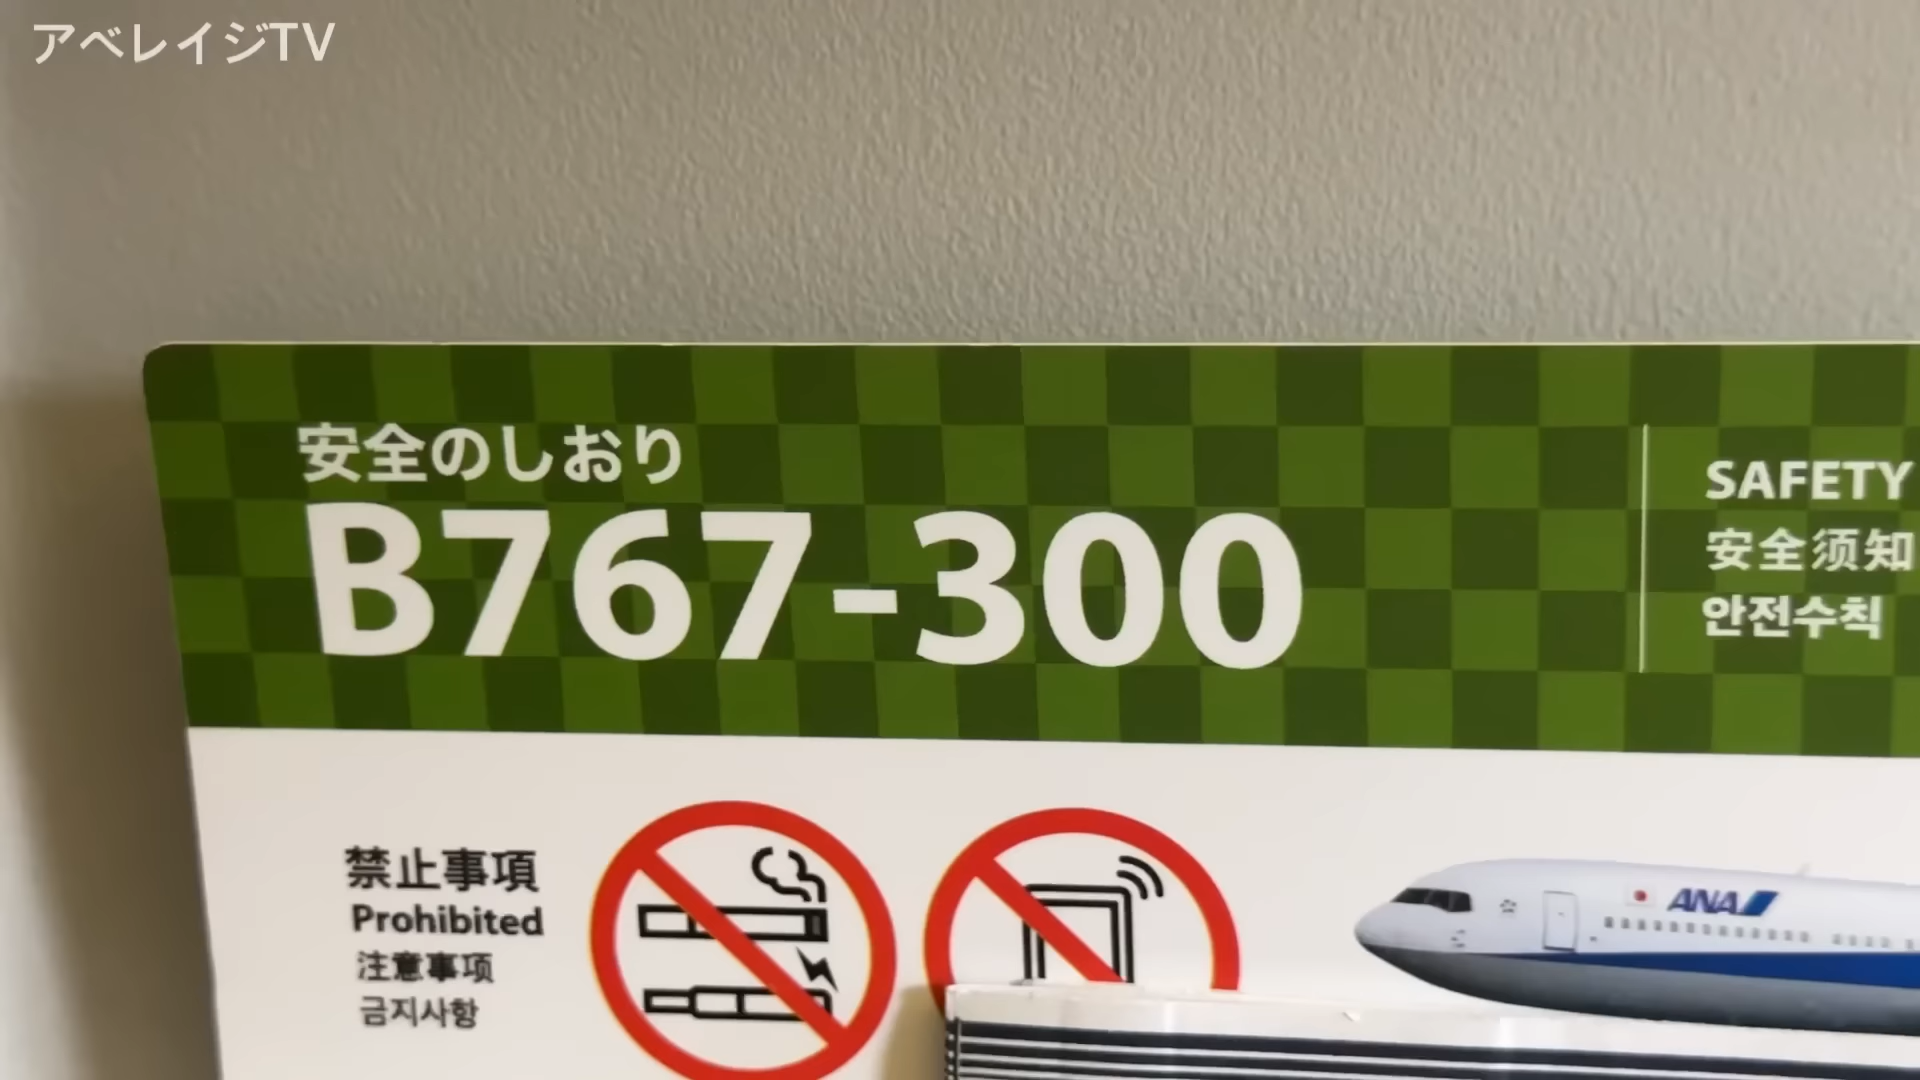 アベレイジTV
安全のしおり
B767-300
SAFETY
安全须知
안전수칙
禁止事項
Prohibited
注意事项
금지사항
ANA